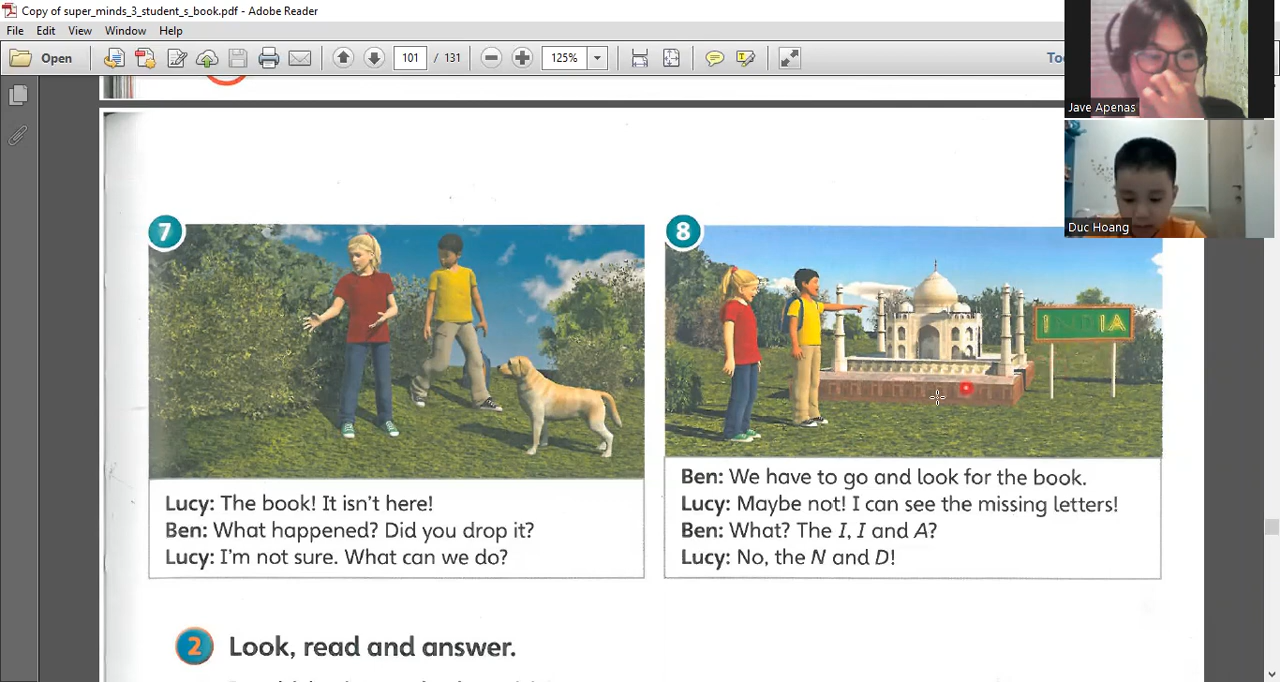 Copy of super_minds_3_student_s_book.pdf - Adobe Reader
File Edit View Window Help
Open 101 / 131 125%
Jave Apenas
Duc Hoang
7
8
INDIA
Lucy: The book! It isn't here!
Ben: What happened? Did you drop it?
Lucy: I'm not sure. What can we do?
Ben: We have to go and look for the book.
Lucy: Maybe not! I can see the missing letters!
Ben: What? The I, I and A?
Lucy: No, the N and D!
2 Look, read and answer.